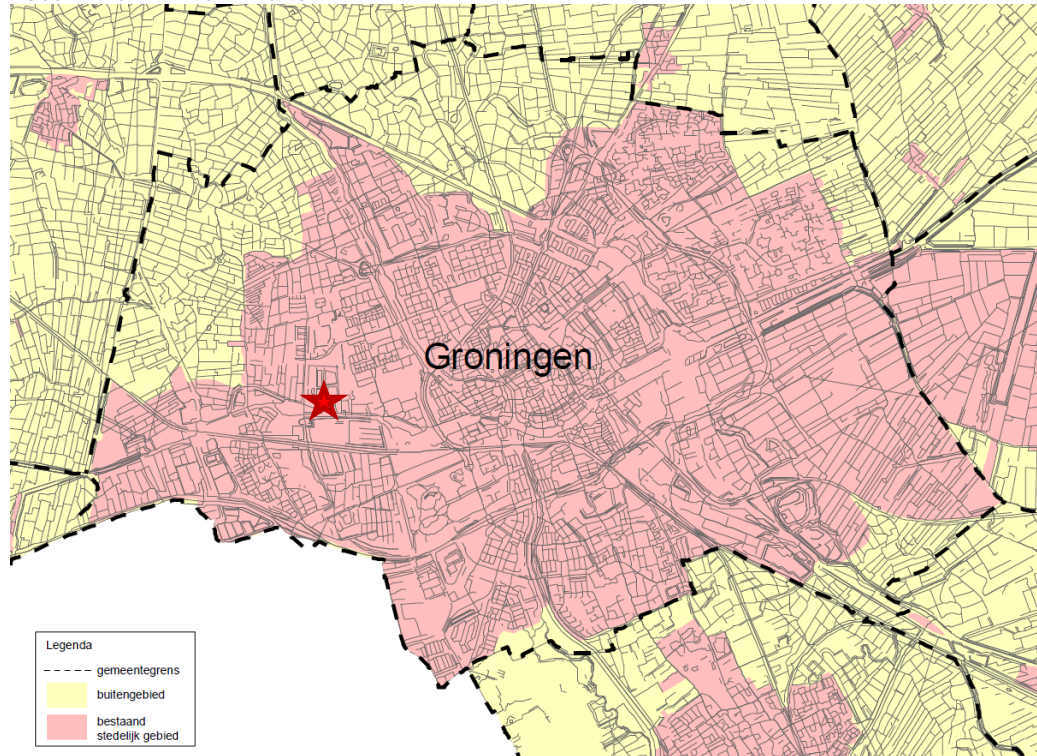 Groningen
Legenda
gemeentegrens
buitengebied
bestaand
stedelijk gebied